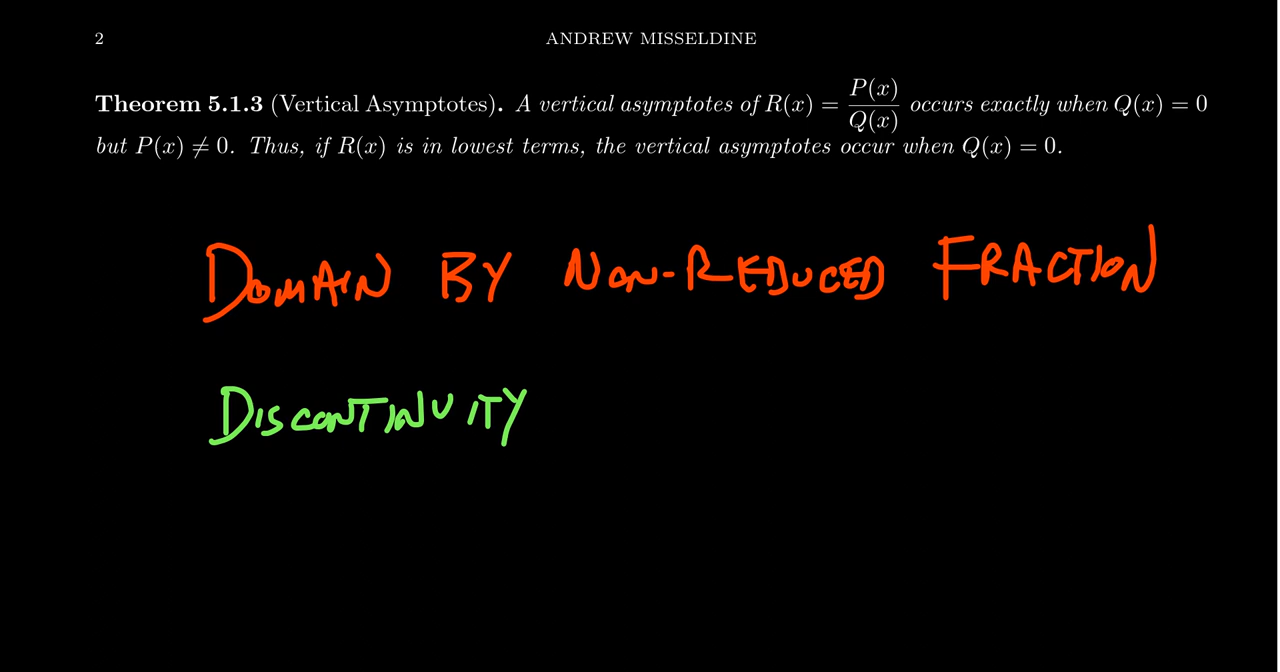 2
ANDREW MISSELDINE
Theorem 5.1.3 (Vertical Asymptotes). A vertical asymptotes of R(x) = P(x)/Q(x) occurs exactly when Q(x) = 0
but P(x) ≠ 0. Thus, if R(x) is in lowest terms, the vertical asymptotes occur when Q(x) = 0.
DOMAIN BY NON-REDUCED FRACTION
DISCONTINUITY